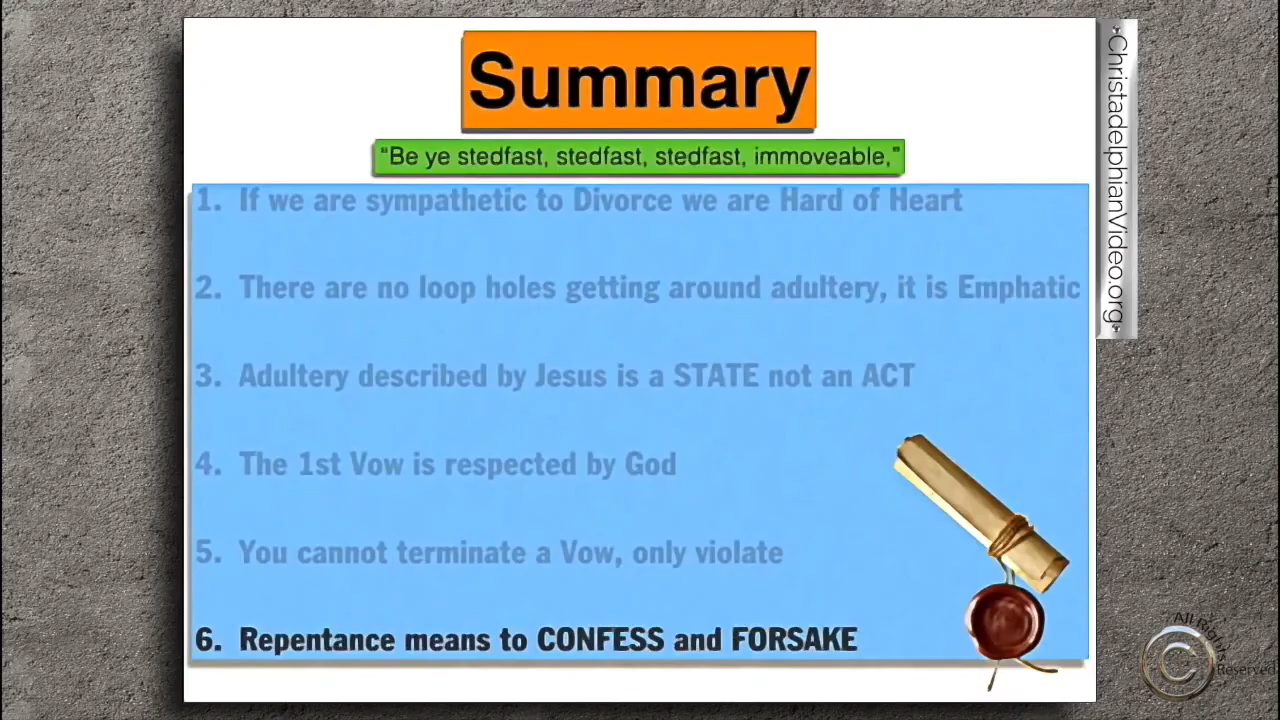 Summary
“Be ye stedfast, stedfast, stedfast, immoveable,”
1. If we are sympathetic to Divorce we are Hard of Heart
2. There are no loop holes getting around adultery, it is Emphatic
3. Adultery described by Jesus is a STATE not an ACT
4. The 1st Vow is respected by God
5. You cannot terminate a Vow, only violate
6. Repentance means to CONFESS and FORSAKE
ChristadelphianVideo.org
All Rights
C
Reserved